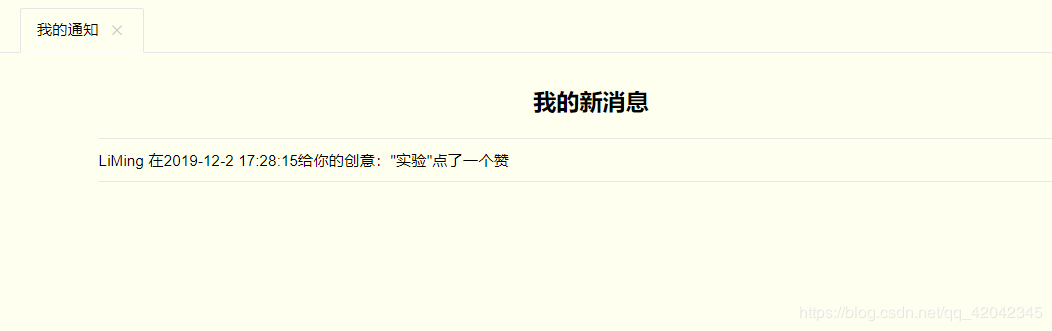 我的通知 ×
我的新消息
LiMing 在2019-12-2 17:28:15给你的创意："实验"点了一个赞
https://blog.csdn.net/qq_42042345